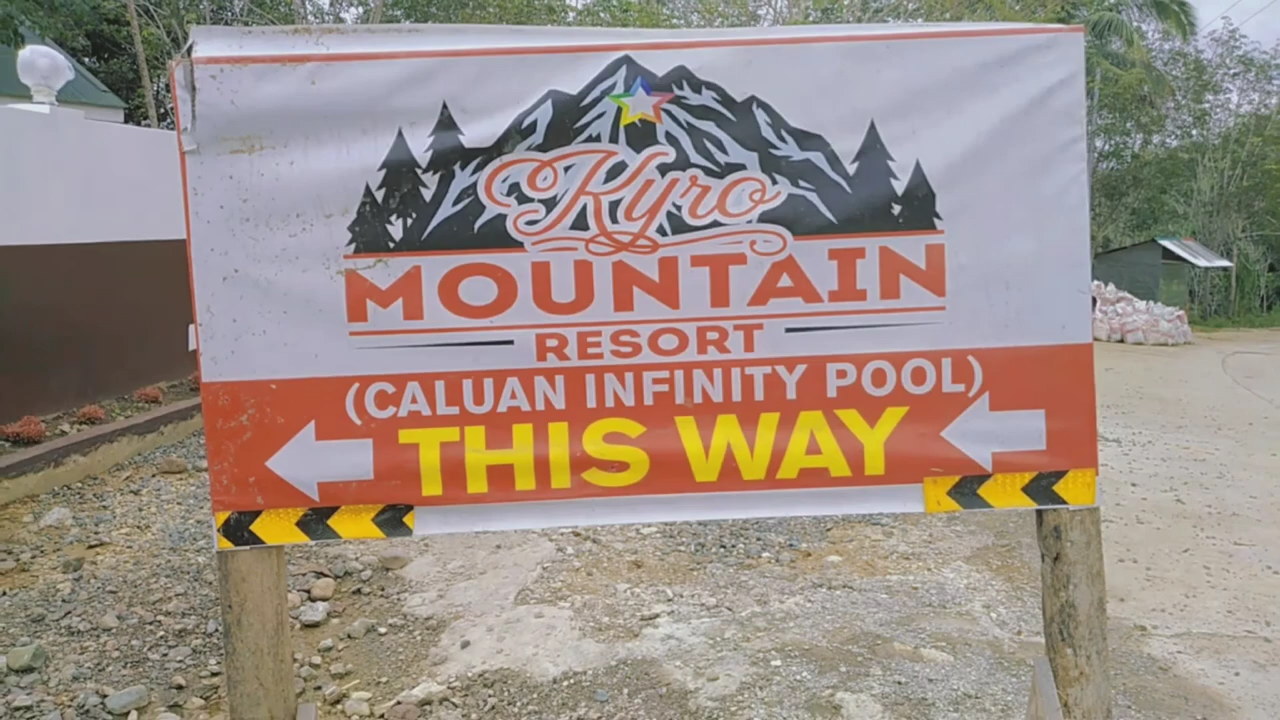 Kyro
MOUNTAIN
RESORT
(CALUAN INFINITY POOL)
THIS WAY